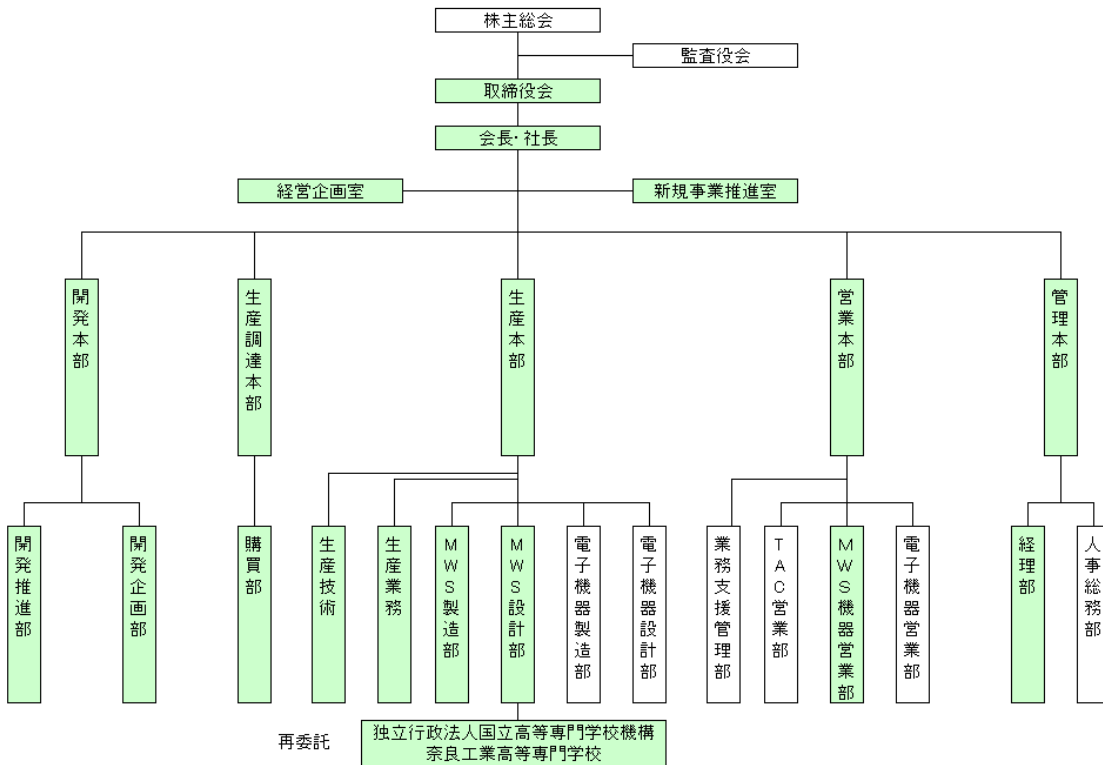 株主総会
監査役会
取締役会
会長・社長
経営企画室
新規事業推進室
開発本部
生産調達本部
生産本部
営業本部
管理本部
開発推進部
開発企画部
購買部
生産技術
生産業務
MWS製造部
MWS設計部
電子機器製造部
電子機器設計部
業務支援管理部
TAC営業部
MWS機器営業部
電子機器営業部
経理部
人事総務部
再委託
独立行政法人国立高等専門学校機構
奈良工業高等専門学校